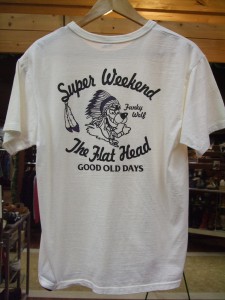 Super Weekend
Funky Wolf
The Flat Head
GOOD OLD DAYS